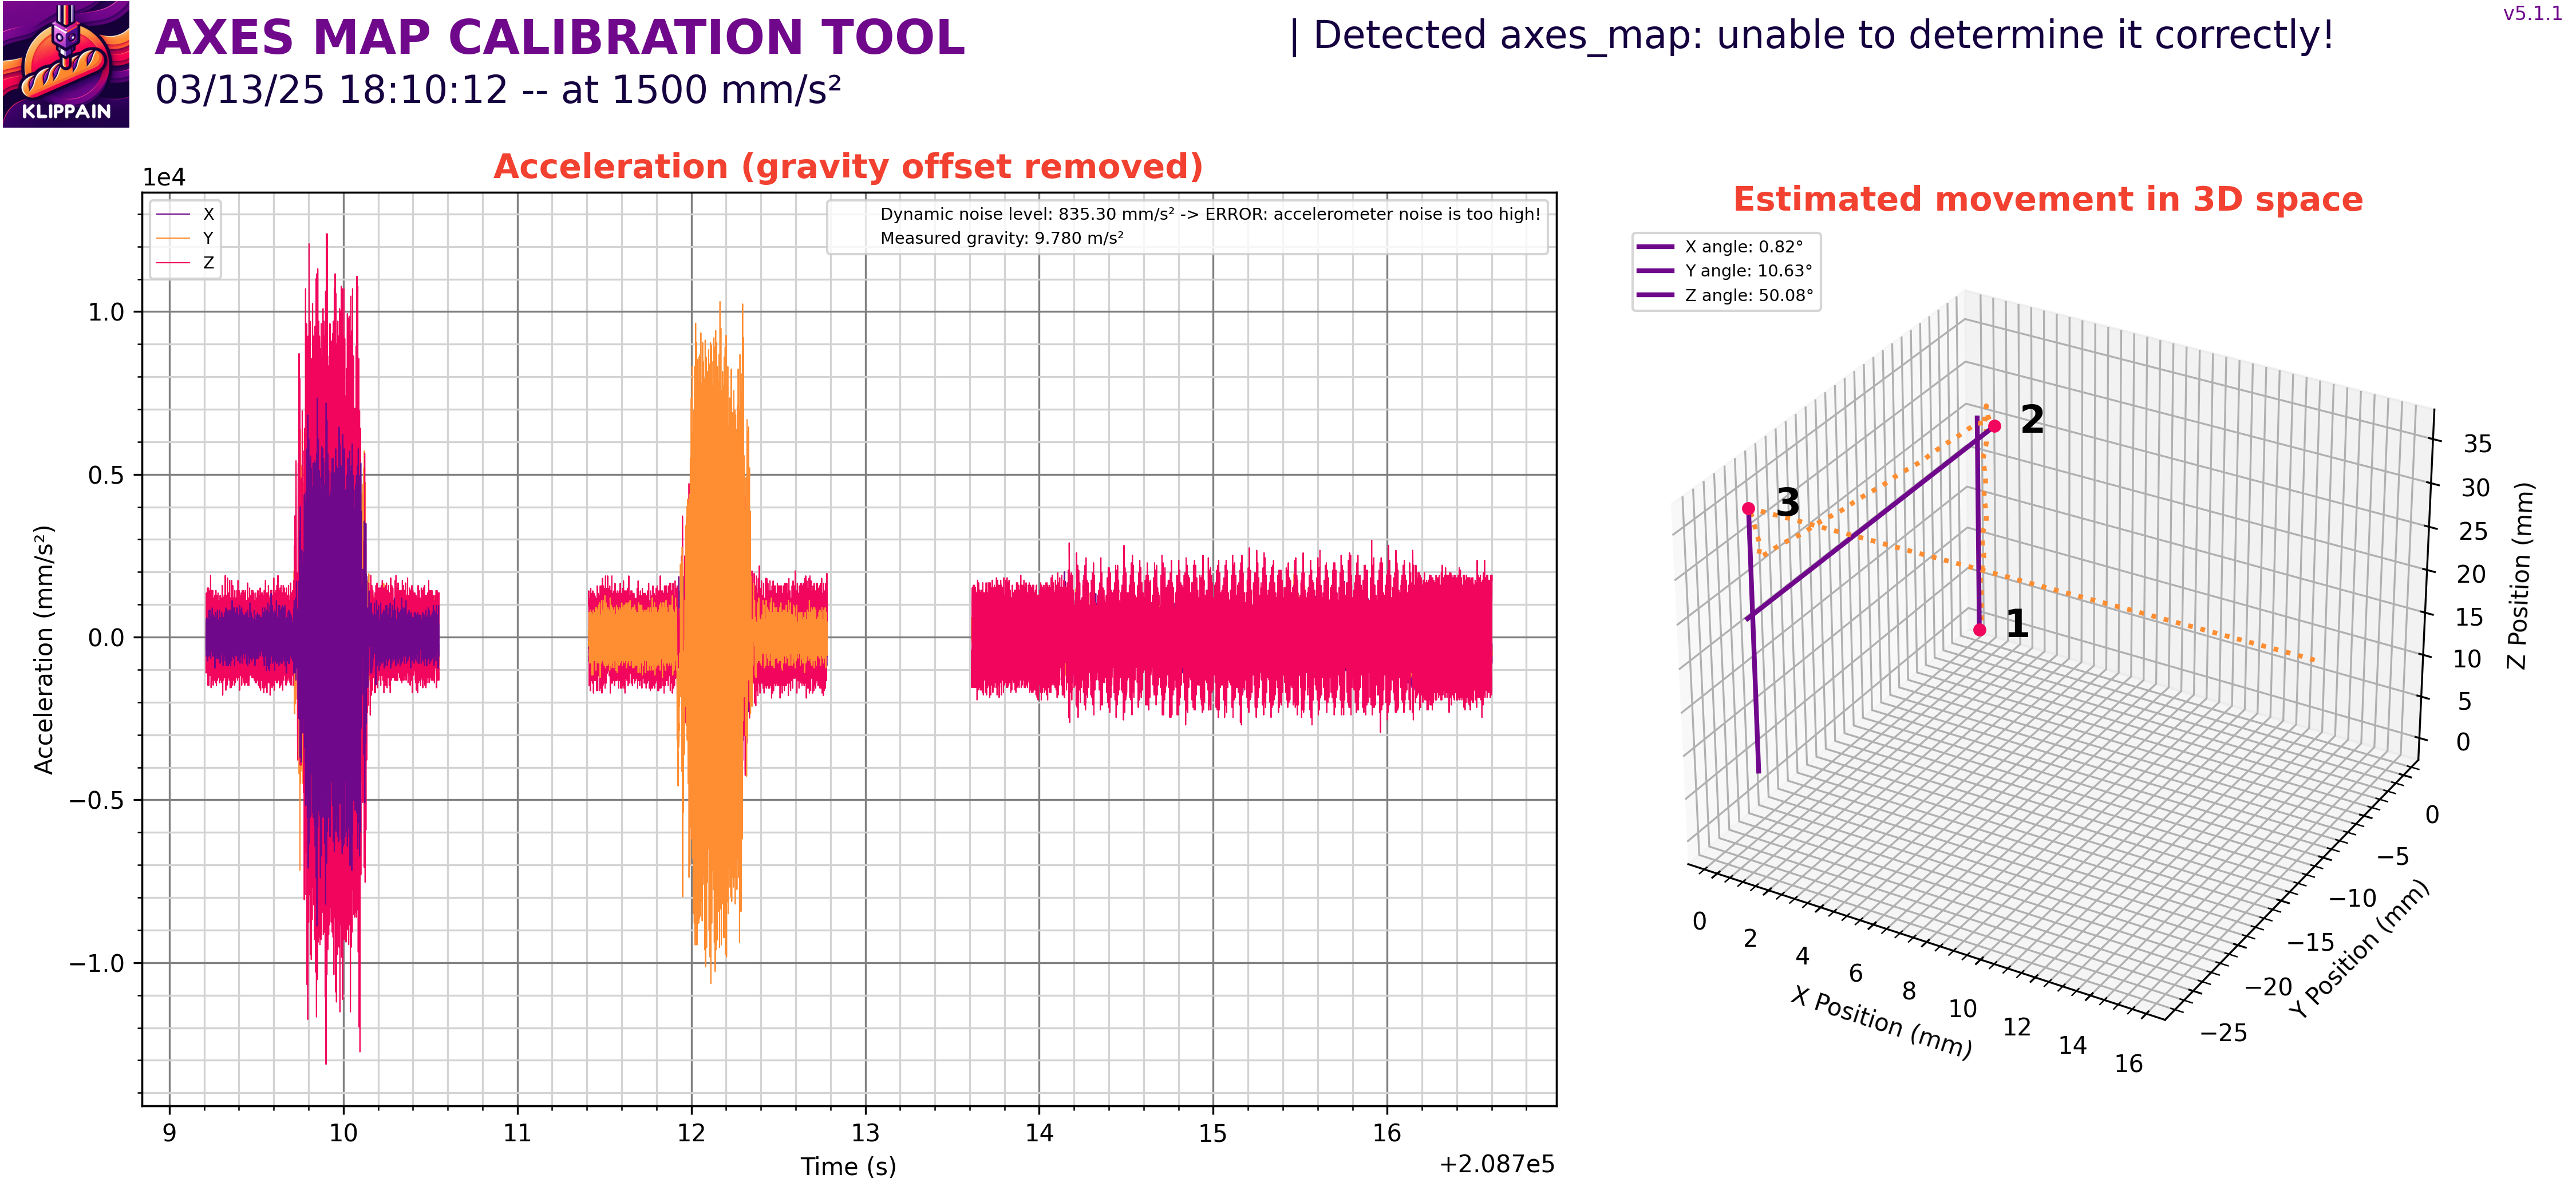 KLIPPAIN
AXES MAP CALIBRATION TOOL
03/13/25 18:10:12 -- at 1500 mm/s²
| Detected axes_map: unable to determine it correctly!
v5.1.1
Acceleration (gravity offset removed)
1e4
X
Y
Z
Dynamic noise level: 835.30 mm/s² -> ERROR: accelerometer noise is too high!
Measured gravity: 9.780 m/s²
1.0
0.5
0.0
−0.5
−1.0
Acceleration (mm/s²)
9 10 11 12 13 14 15 16
Time (s)
+2.087e5
Estimated movement in 3D space
X angle: 0.82°
Y angle: 10.63°
Z angle: 50.08°
2
3
1
35
30
25
20
15
10
5
0
Z Position (mm)
0
−5
−10
−15
−20
−25
Y Position (mm)
0 2 4 6 8 10 12 14 16
X Position (mm)